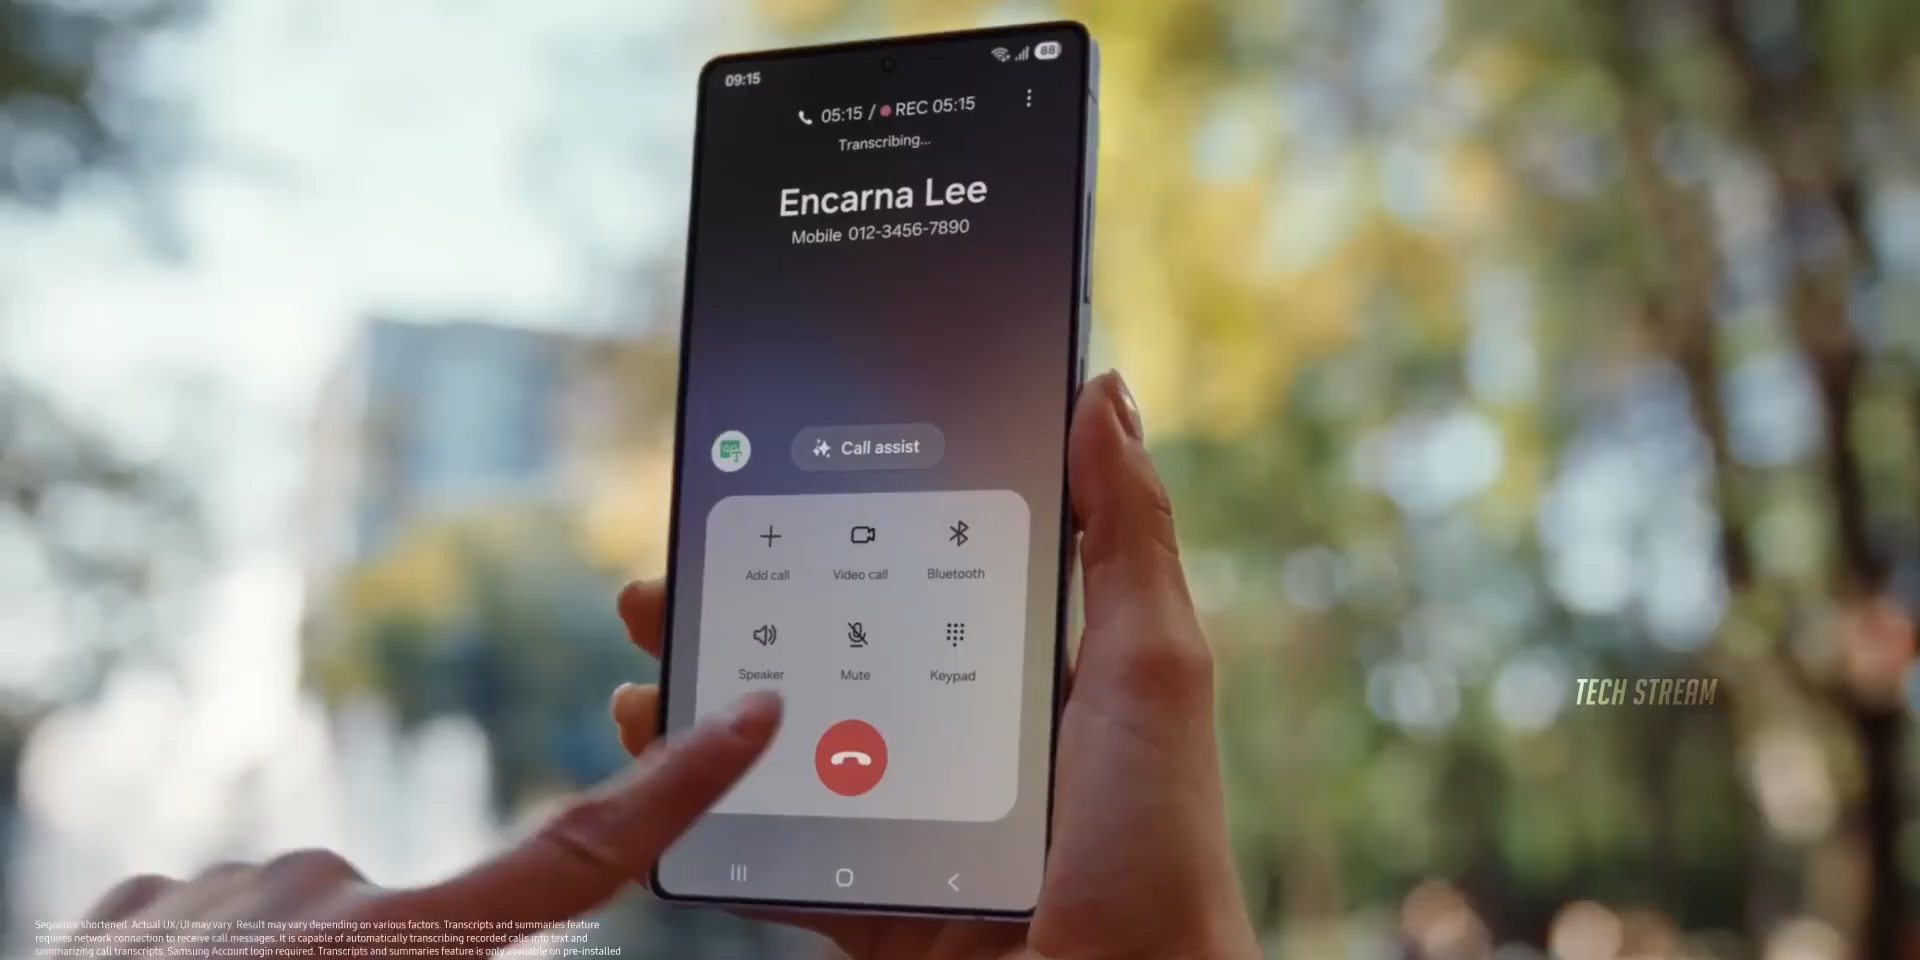 09:15
88
05:15 / REC 05:15
Transcribing...
Encarna Lee
Mobile 012-3456-7890
Call assist
Add call
Video call
Bluetooth
Speaker
Mute
Keypad
TECH STREAM
Sequence shortened. Actual UX/UI may vary. Result may vary depending on various factors. Transcripts and summaries feature
requires network connection to receive call messages. It is capable of automatically transcribing recorded calls into text and
summarizing call transcripts. Samsung Account login required. Transcripts and summaries feature is only available on pre-installed